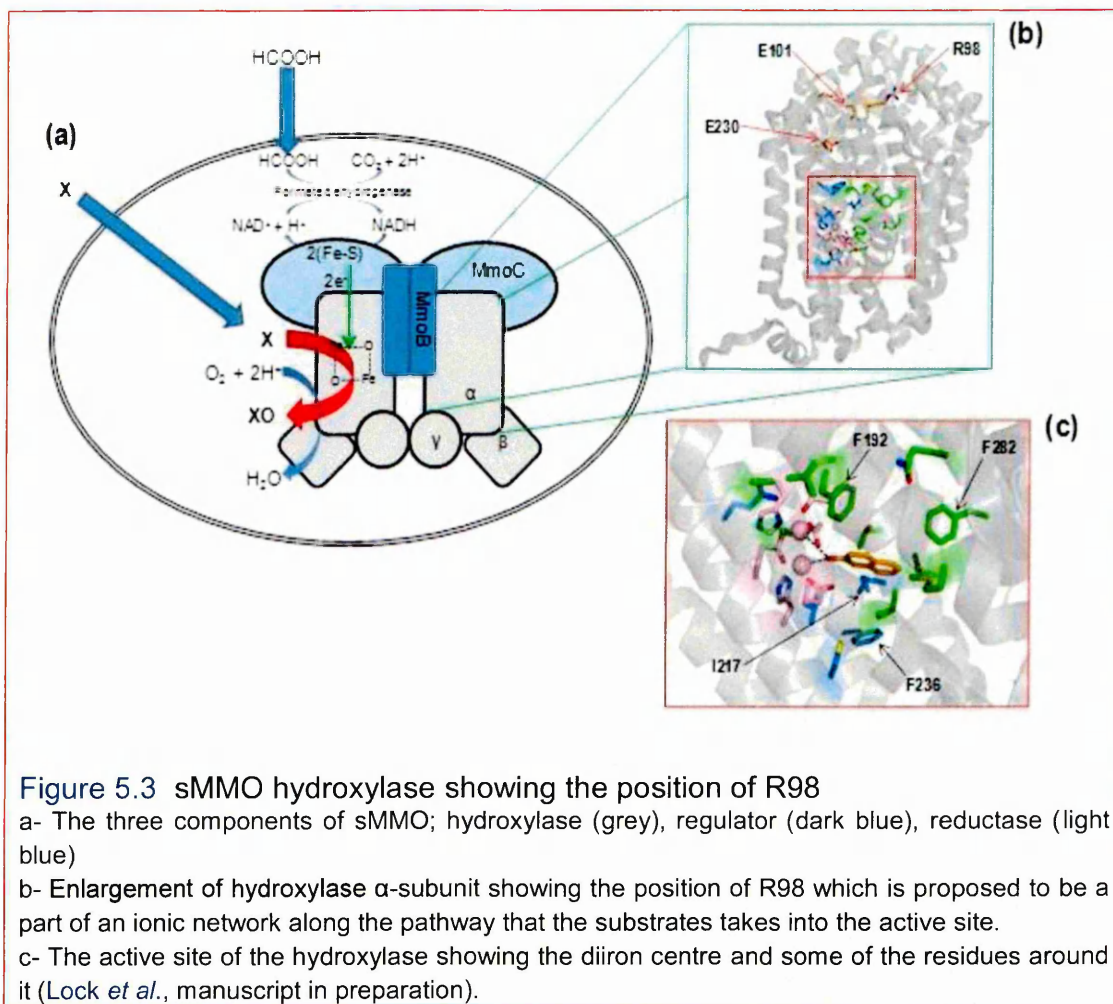 HCOOH
(a)
HCOOH
CO₂ + 2H⁺
Formate dehydrogenase
X
NAD⁺ + H⁺
NADH
2(Fe-S)
MmoC
2e⁻
MmoB
X
O
O₂ + 2H⁺
O
Fe
XO
α
γ
β
H₂O
(b)
E101
R98
E230
(c)
F192
F282
I217
F236
Figure 5.3 sMMO hydroxylase showing the position of R98
a- The three components of sMMO; hydroxylase (grey), regulator (dark blue), reductase (light
blue)
b- Enlargement of hydroxylase α-subunit showing the position of R98 which is proposed to be a
part of an ionic network along the pathway that the substrates takes into the active site.
c- The active site of the hydroxylase showing the diiron centre and some of the residues around
it (Lock et al., manuscript in preparation).